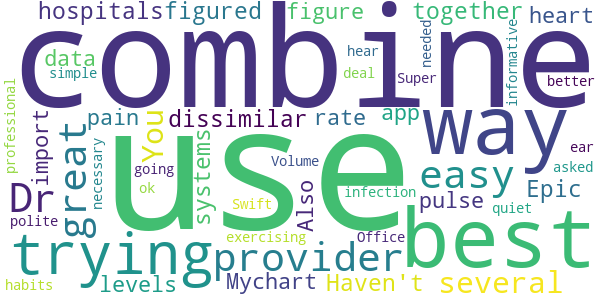 hospitals figured figure together heart
combine
data hear needed informative
simple deal Super better
professional import pain dissimilar rate app way
You great use systems Volume ear
necessary going easy asked
Dr ok infection Epic
polite Also pulse quiet best
trying provider Swift Office
exercising
habits levels Mychart Haven't several